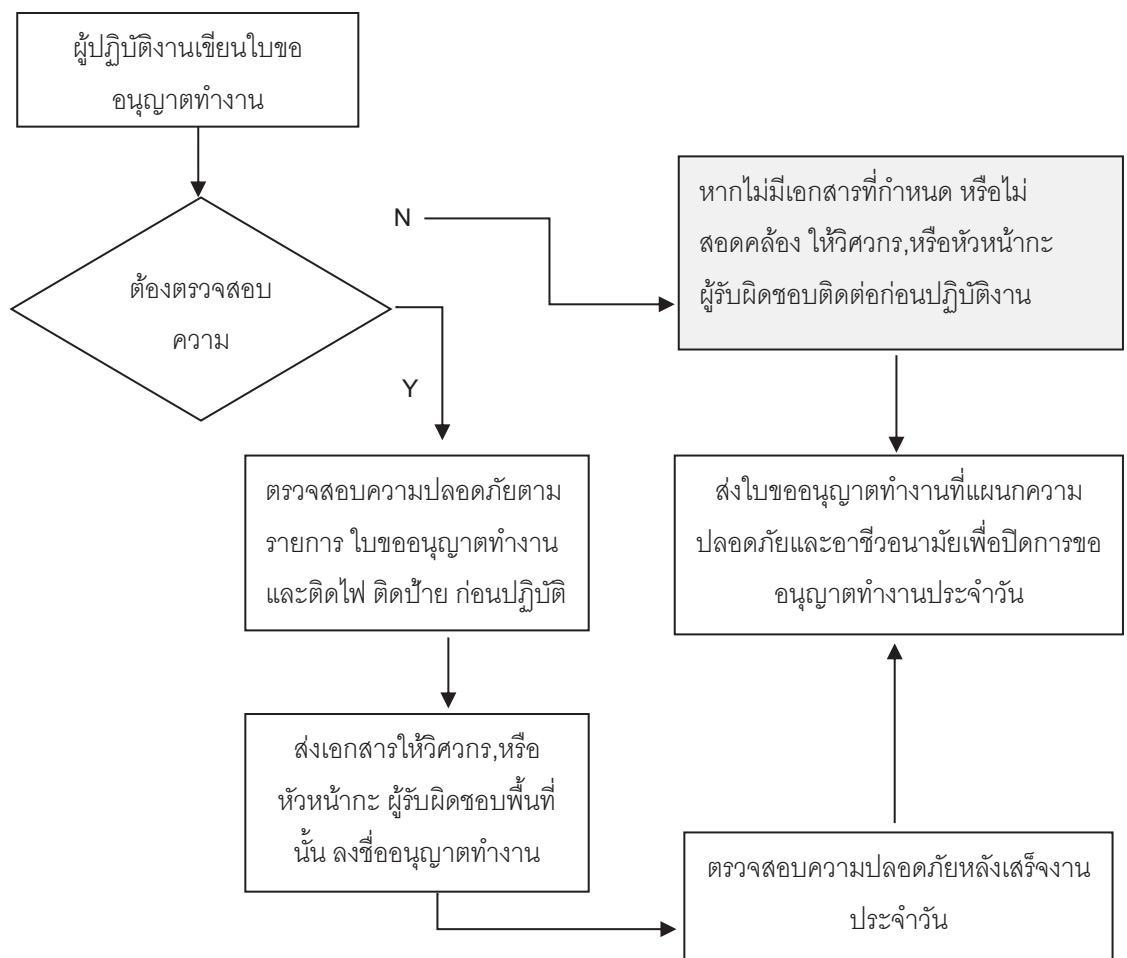 ผู้ปฏิบัติงานเขียนใบขอ
อนุญาตทำงาน
ต้องตรวจสอบ
ความ
N
หากไม่มีเอกสารที่กำหนด หรือไม่
สอดคล้อง ให้วิศวกร,หรือหัวหน้ากะ
ผู้รับผิดชอบติดต่อก่อนปฏิบัติงาน
Y
ตรวจสอบความปลอดภัยตาม
รายการ ใบขออนุญาตทำงาน
และติดไฟ ติดป้าย ก่อนปฏิบัติ
ส่งใบขออนุญาตทำงานที่แผนกความ
ปลอดภัยและอาชีวอนามัยเพื่อปิดการขอ
อนุญาตทำงานประจำวัน
ส่งเอกสารให้วิศวกร,หรือ
หัวหน้ากะ ผู้รับผิดชอบพื้นที่
นั้น ลงชื่ออนุญาตทำงาน
ตรวจสอบความปลอดภัยหลังเสร็จงาน
ประจำวัน